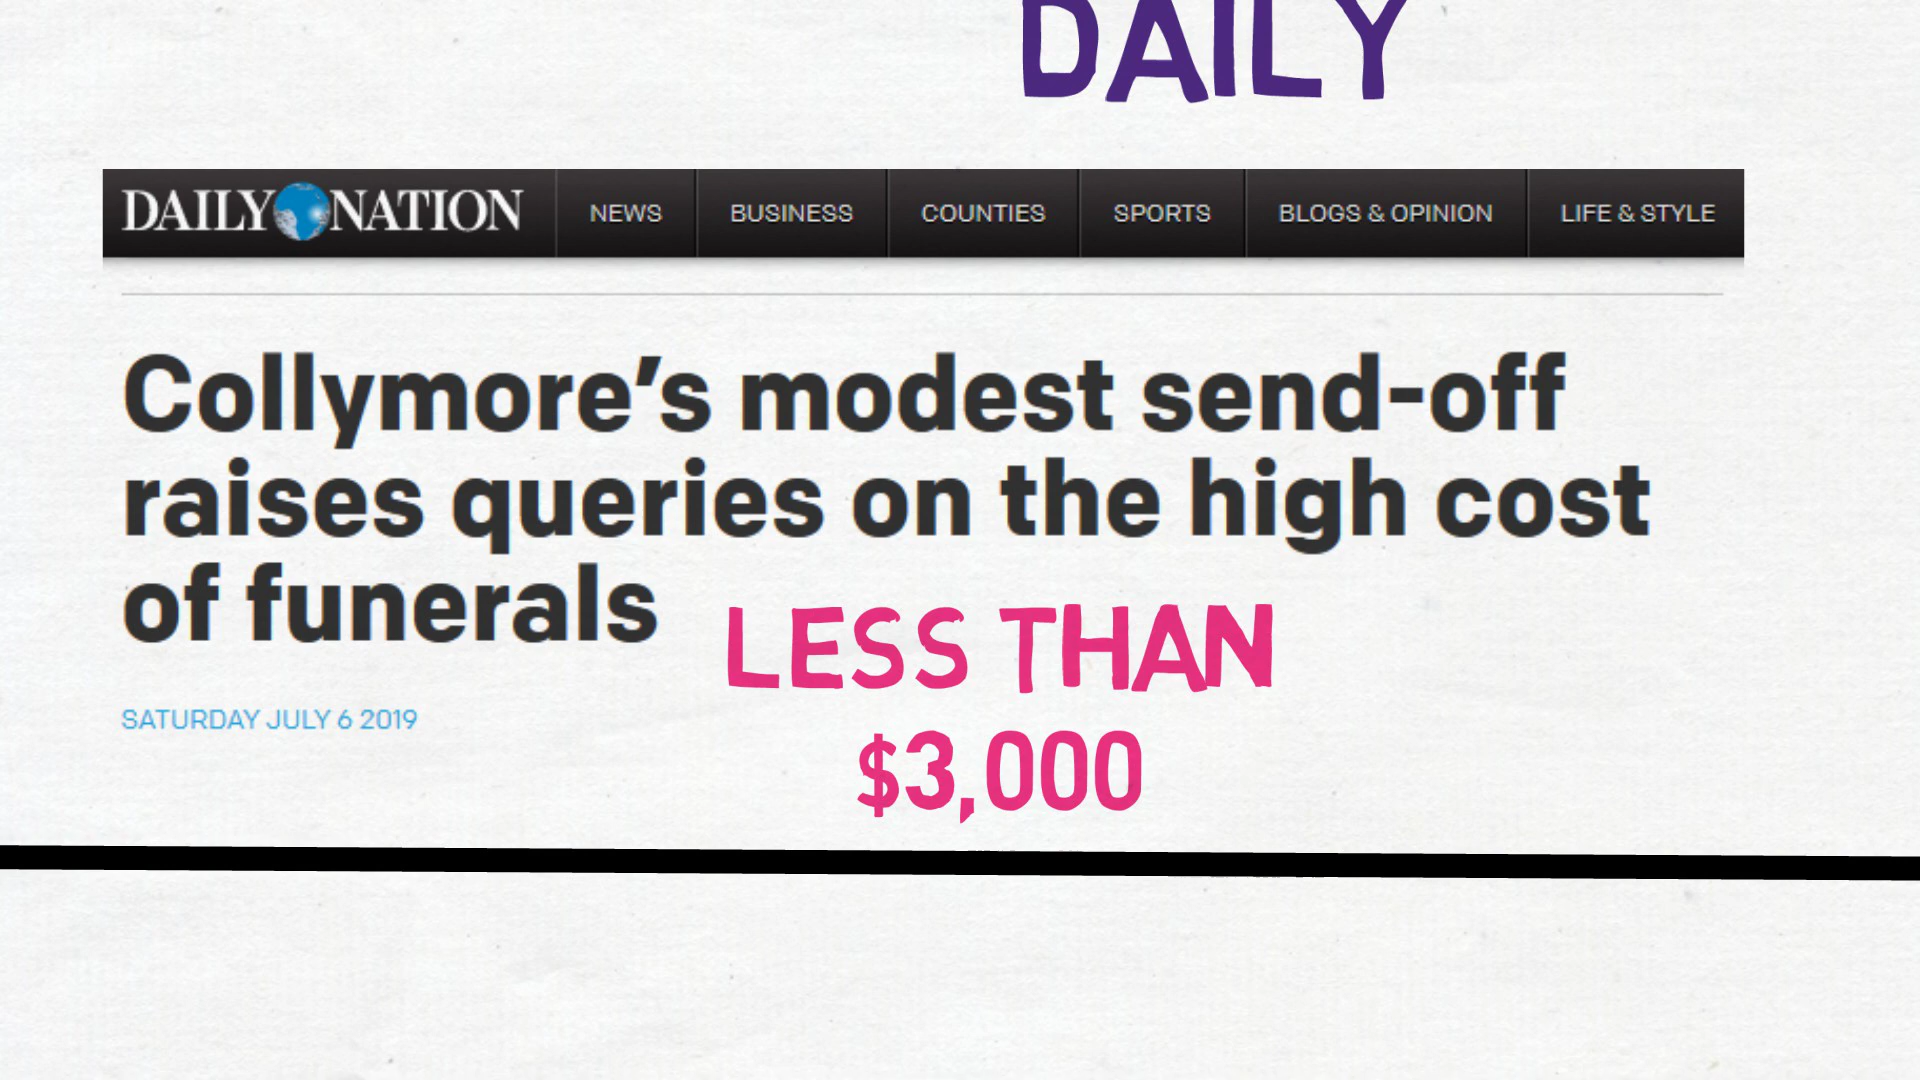 DAILY
DAILY NATION
NEWS
BUSINESS
COUNTIES
SPORTS
BLOGS & OPINION
LIFE & STYLE
Collymore’s modest send-off
raises queries on the high cost
of funerals
LESS THAN
$3,000
SATURDAY JULY 6 2019